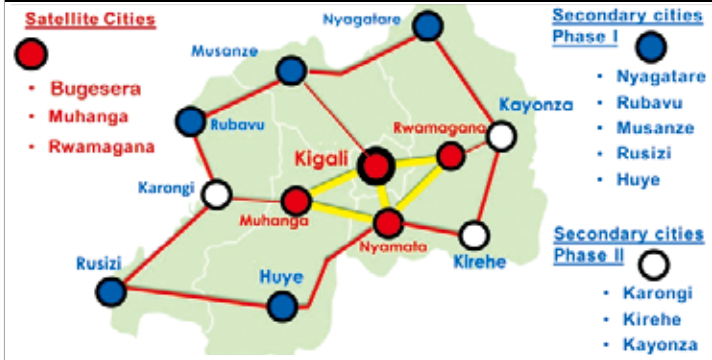 Satellite Cities
• Bugesera
• Muhanga
• Rwamagana
Nyagatare
Musanze
Rubavu
Kayonza
Rwamagana
Kigali
Karongi
Muhanga
Nyamata
Kirehe
Rusizi
Huye
Secondary cities
Phase I
• Nyagatare
• Rubavu
• Musanze
• Rusizi
• Huye
Secondary cities
Phase II
• Karongi
• Kirehe
• Kayonza